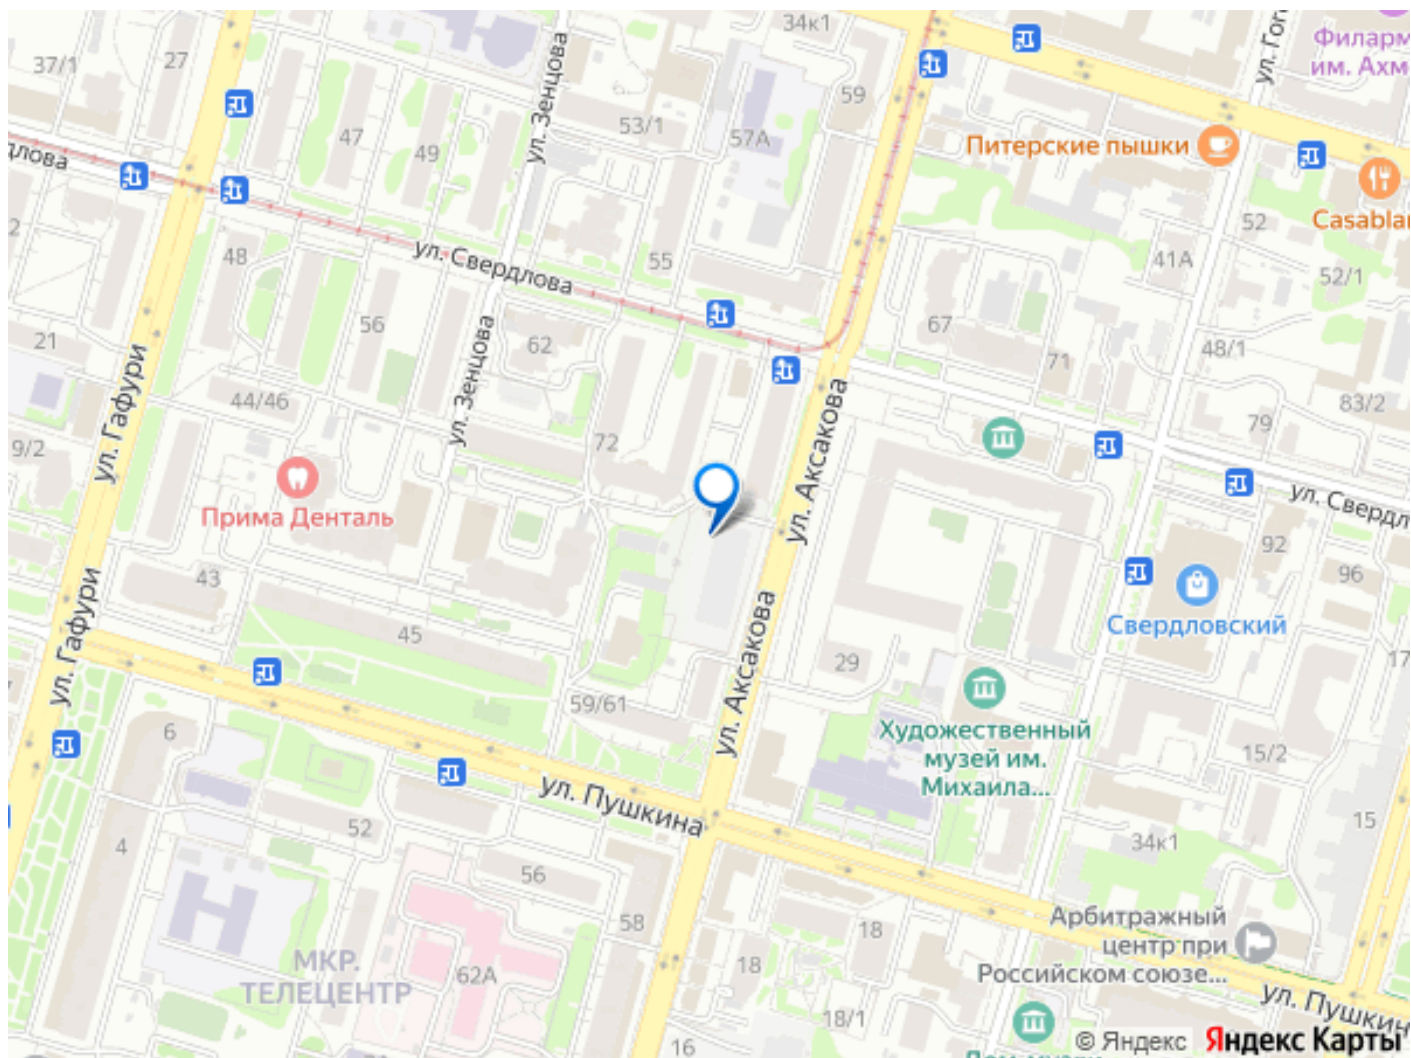 34к1
Филарм
им. Ахм
ул. Гог
37/1
27
ул. Зенцова
59
47
49
53/1
57А
Питерские пышки
Casablan
длова
2
48
ул. Свердлова
55
52
41А
52/1
21
56
62
67
71
48/1
ул. Гафури
ул. Зенцова
44/46
ул. Аксакова
83/2
79
9/2
72
Прима Денталь
ул. Свердл
92
96
43
ул. Гафури
45
ул. Аксакова
Свердловский
29
17
59/61
6
Художественный
музей им.
Михаила...
15/2
ул. Пушкина
52
4
34к1
15
56
58
18
Арбитражный
центр при
Российском союзе...
МКР.
ТЕЛЕЦЕНТР
62А
18
18/1
16
ул. Пушкин
© Яндекс Яндекс Карты